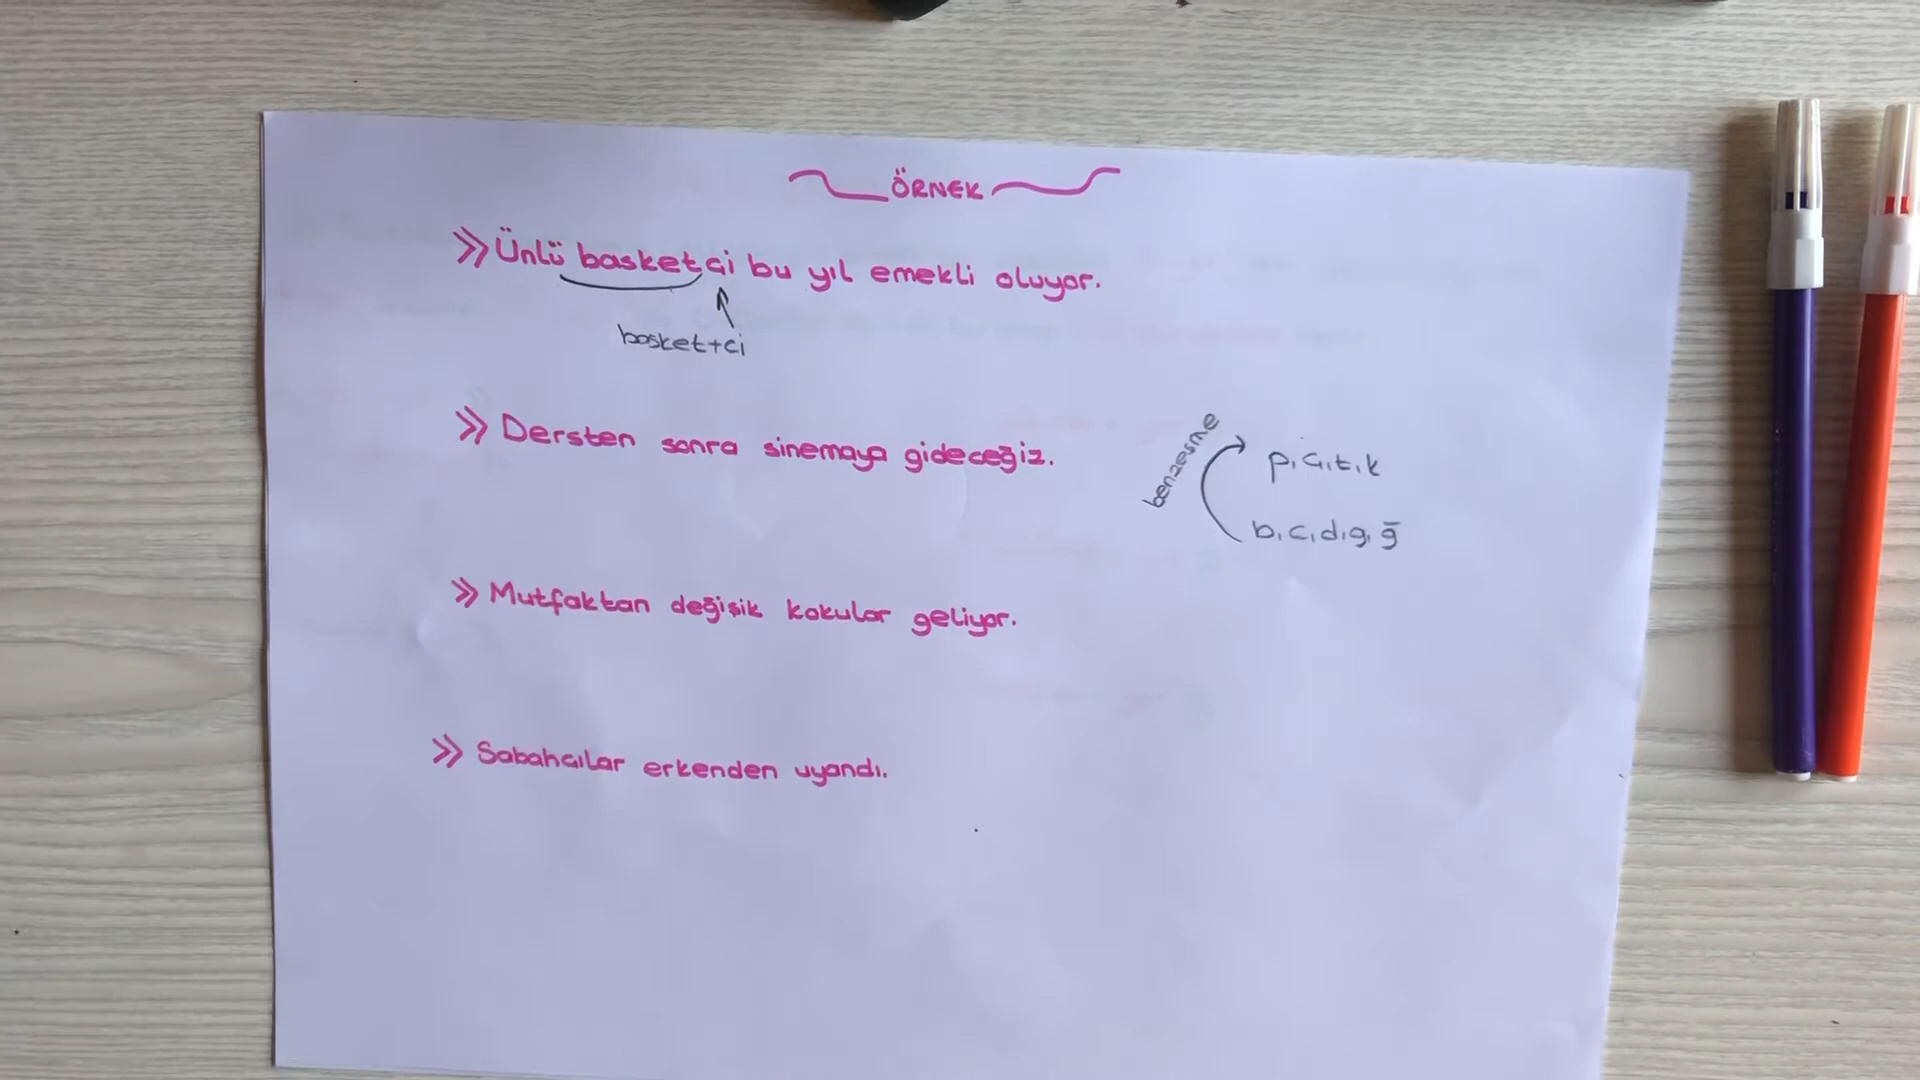 ÖRNEK
>> Ünlü basketçi bu yıl emekli oluyor.
basket+ci
>> Dersten sonra sinemaya gideceğiz.
benzeşme
p, ç, t, k
b, c, d, g, ğ
>> Mutfaktan değişik kokular geliyor.
>> Sabahçılar erkenden uyandı.